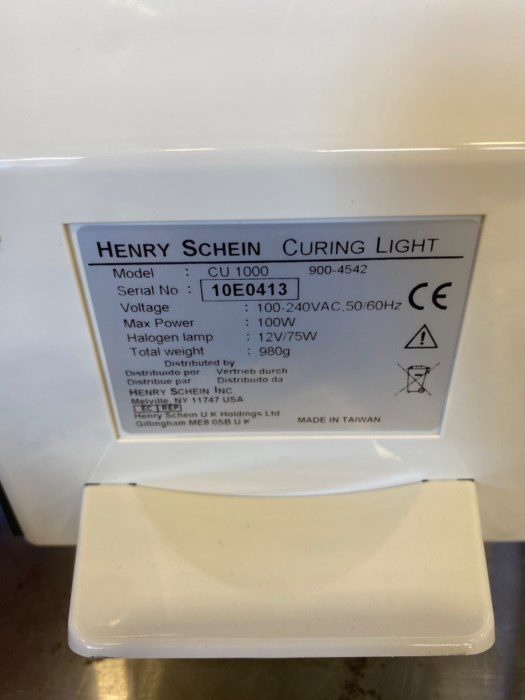 HENRY SCHEIN CURING LIGHT
Model : CU 1000 900-4542
Serial No : 10E0413
Voltage : 100-240VAC,50/60Hz
Max Power : 100W
Halogen lamp : 12V/75W
Total weight : 980g
Distributed by
Distribuido por Vertrieb durch
Distribue par Distribuito da
HENRY SCHEIN INC.
Melville, NY 11747 USA
EC REP
Henry Schein U K Holdings Ltd
Gillingham ME8 0SB U K
MADE IN TAIWAN
CE